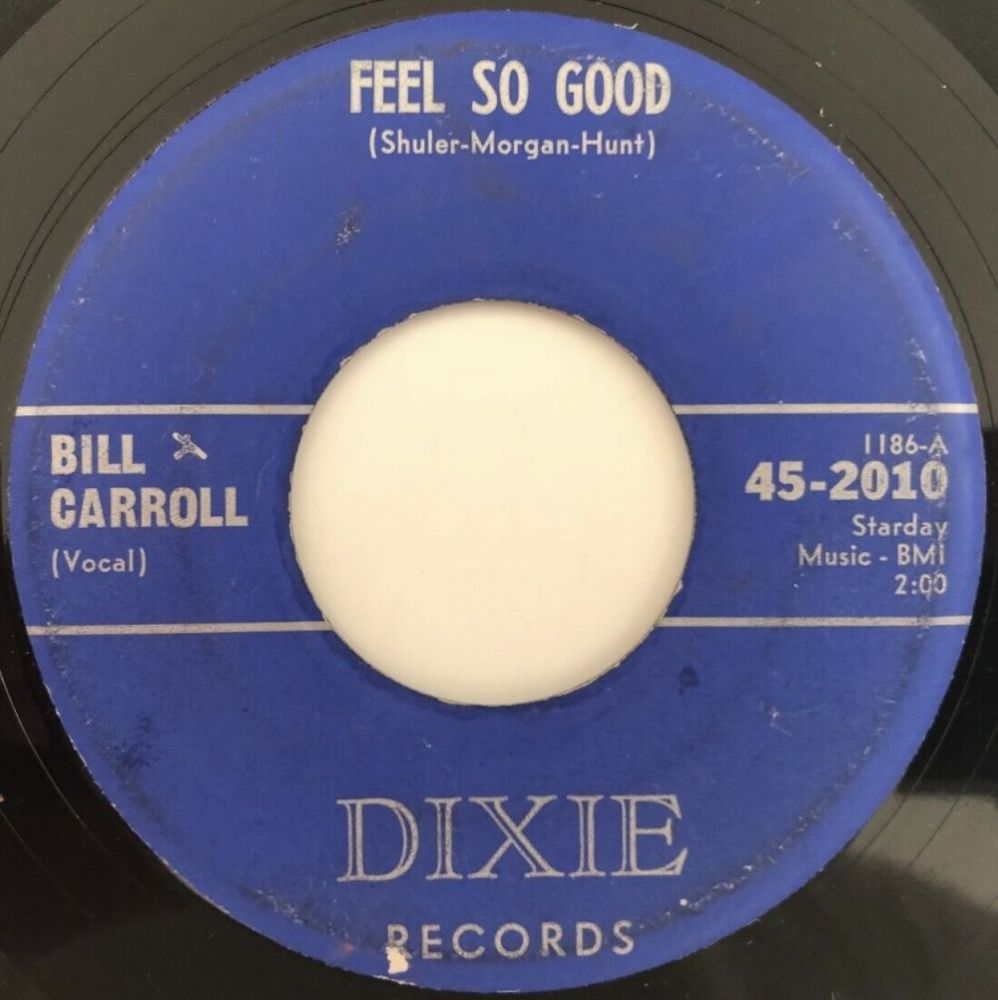 FEEL SO GOOD
(Shuler-Morgan-Hunt)
BILL
CARROLL
(Vocal)
1186-A
45-2010
Starday
Music - BMI
2:00
DIXIE
RECORDS